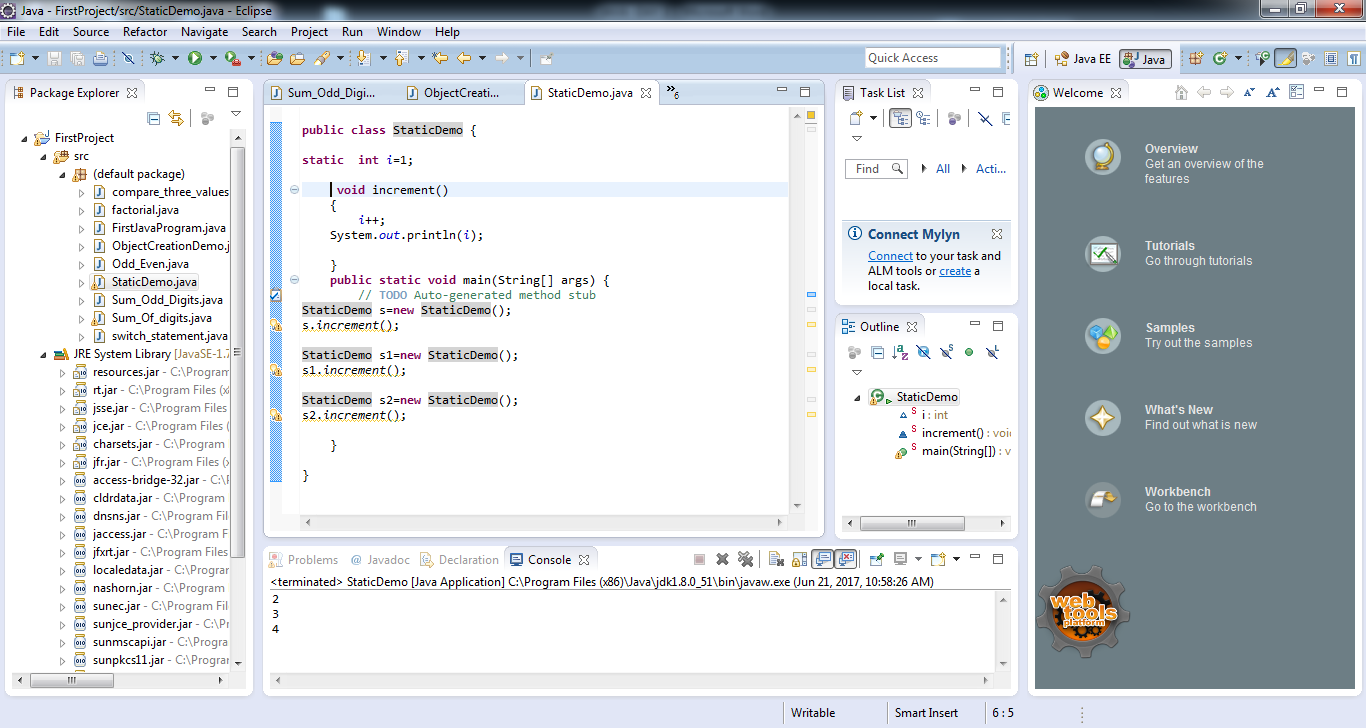 Java - FirstProject/src/StaticDemo.java - Eclipse
File Edit Source Refactor Navigate Search Project Run Window Help
Quick Access
Java EE
Java
Package Explorer
FirstProject
src
(default package)
compare_three_values
factorial.java
FirstJavaProgram.java
ObjectCreationDemo.j
Odd_Even.java
StaticDemo.java
Sum_Odd_Digits.java
Sum_Of_digits.java
switch_statement.java
JRE System Library [JavaSE-1.7
resources.jar - C:\Program
rt.jar - C:\Program Files (x8
jsse.jar - C:\Program Files
jce.jar - C:\Program Files (
charsets.jar - C:\Program
jfr.jar - C:\Program Files (x
access-bridge-32.jar - C:\
cldrdata.jar - C:\Program
dnsns.jar - C:\Program Fil
jaccess.jar - C:\Program F
jfxrt.jar - C:\Program Files
localedata.jar - C:\Progra
nashorn.jar - C:\Program
sunec.jar - C:\Program Fil
sunjce_provider.jar - C:\P
sunmscapi.jar - C:\Progra
sunpkcs11.jar - C:\Prograr
Sum_Odd_Digi...
ObjectCreati...
StaticDemo.java
»6
public class StaticDemo {
static  int i=1;
void increment()
{
i++;
System.out.println(i);
}
public static void main(String[] args) {
// TODO Auto-generated method stub
StaticDemo s=new StaticDemo();
s.increment();
StaticDemo s1=new StaticDemo();
s1.increment();
StaticDemo s2=new StaticDemo();
s2.increment();
}
}
Task List
Find
All
Acti...
Connect Mylyn
Connect to your task and
ALM tools or create a
local task.
Outline
StaticDemo
i : int
increment() : voi
main(String[]) : v
Problems
@ Javadoc
Declaration
Console
<terminated> StaticDemo [Java Application] C:\Program Files (x86)\Java\jdk1.8.0_51\bin\javaw.exe (Jun 21, 2017, 10:58:26 AM)
2
3
4
Welcome
Overview
Get an overview of the
features
Tutorials
Go through tutorials
Samples
Try out the samples
What's New
Find out what is new
Workbench
Go to the workbench
web
tools
platform
Writable
Smart Insert
6 : 5